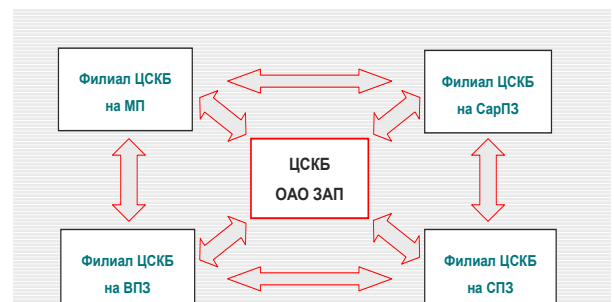 Филиал ЦСКБ
на МП
Филиал ЦСКБ
на СарПЗ
ЦСКБ
ОАО ЗАП
Филиал ЦСКБ
на ВПЗ
Филиал ЦСКБ
на СПЗ